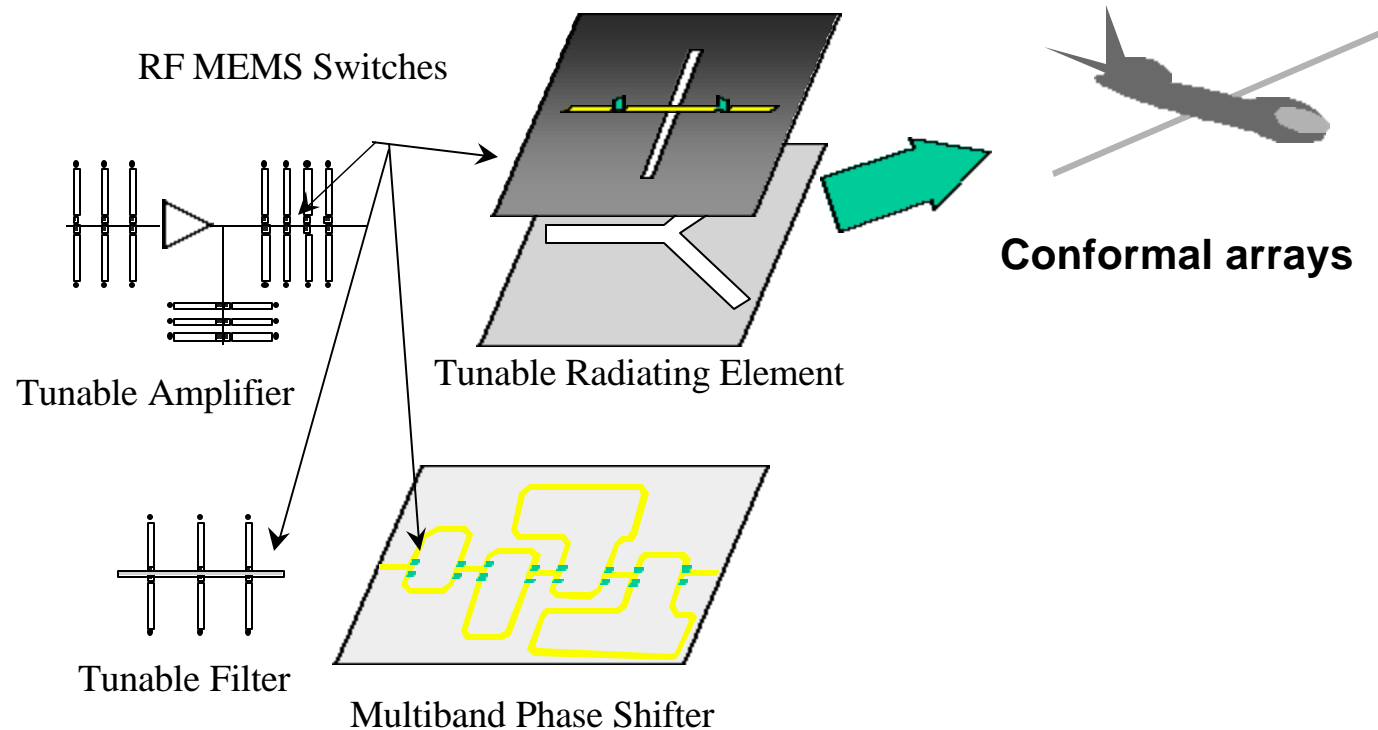 RF MEMS Switches
Conformal arrays
Tunable Radiating Element
Tunable Amplifier
Tunable Filter
Multiband Phase Shifter